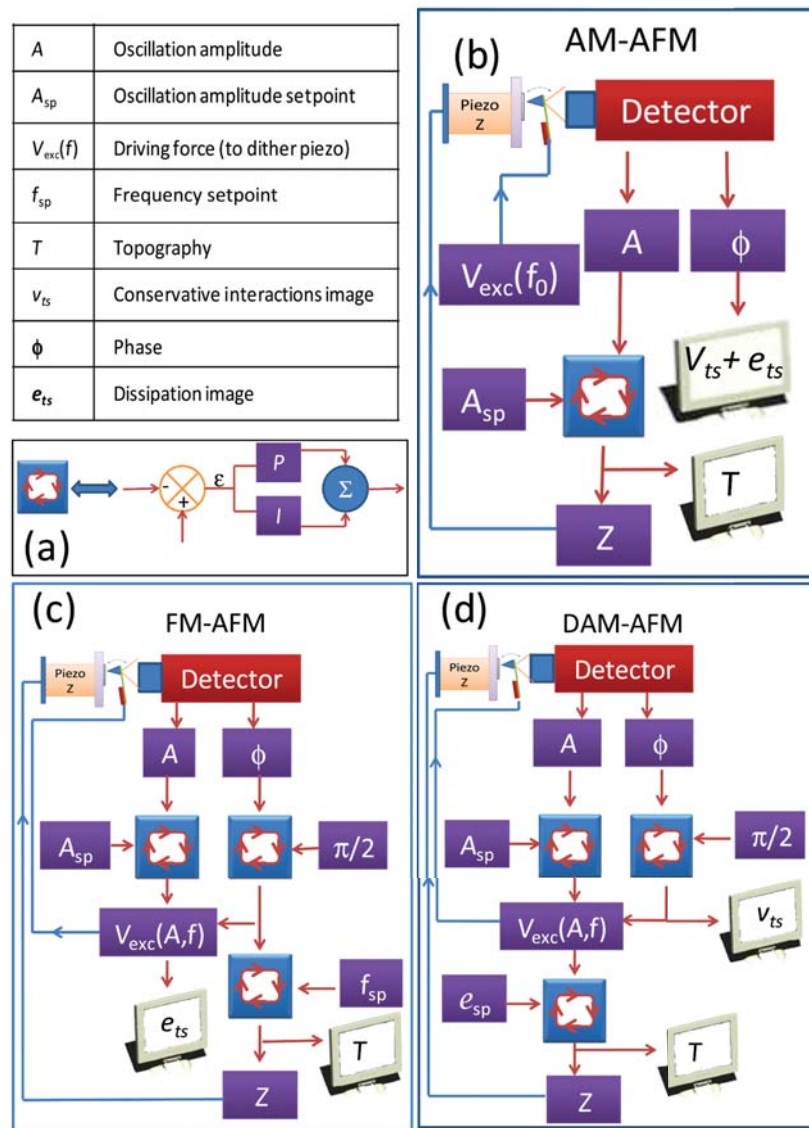 A Oscillation amplitude
Asp Oscillation amplitude setpoint
Vexc(f) Driving force (to dither piezo)
fsp Frequency setpoint
T Topography
vts Conservative interactions image
ϕ Phase
ets Dissipation image
(a)
-
+
ε
P
I
Σ
(b)
AM-AFM
Piezo
Z
Detector
A
ϕ
Vexc(f0)
Vts+ ets
Asp
T
Z
(c)
FM-AFM
Piezo
Z
Detector
A
ϕ
Asp
π/2
Vexc(A,f)
fsp
ets
T
Z
(d)
DAM-AFM
Piezo
Z
Detector
A
ϕ
Asp
π/2
Vexc(A,f)
vts
esp
T
Z